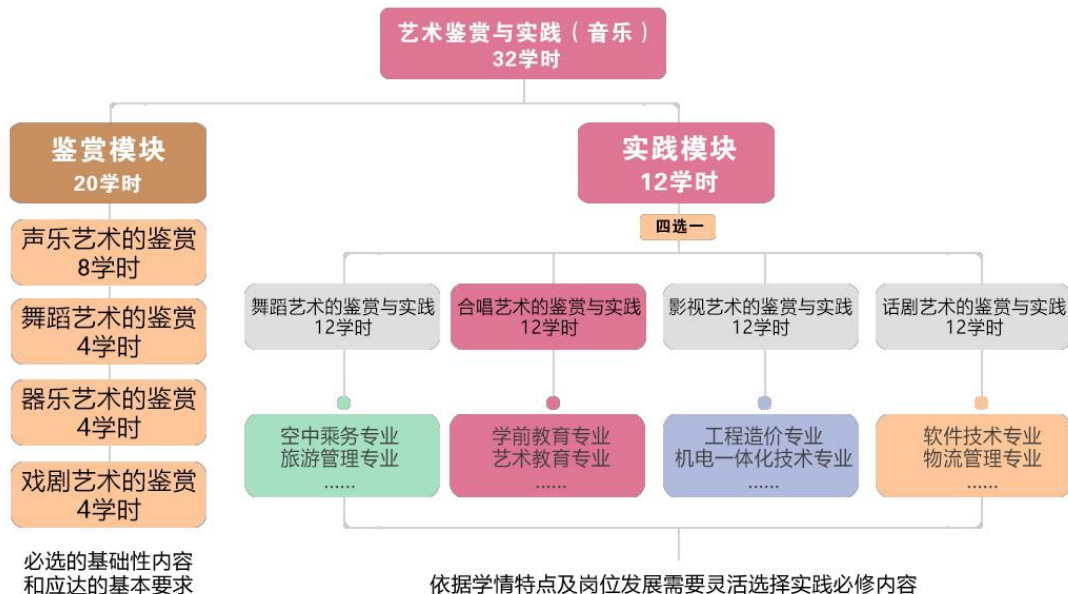 艺术鉴赏与实践（音乐）
32学时
鉴赏模块
20学时
声乐艺术的鉴赏
8学时
舞蹈艺术的鉴赏
4学时
器乐艺术的鉴赏
4学时
戏剧艺术的鉴赏
4学时
必选的基础性内容
和应达的基本要求
实践模块
12学时
四选一
舞蹈艺术的鉴赏与实践
12学时
合唱艺术的鉴赏与实践
12学时
影视艺术的鉴赏与实践
12学时
话剧艺术的鉴赏与实践
12学时
空中乘务专业
旅游管理专业
......
学前教育专业
艺术教育专业
......
工程造价专业
机电一体化技术专业
......
软件技术专业
物流管理专业
......
依据学情特点及岗位发展需要灵活选择实践必修内容